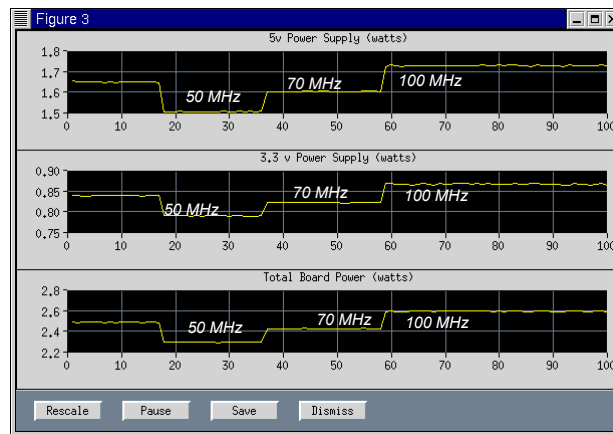 Figure 3
5v Power Supply (watts)
1.8
1.7
1.6
1.5
50 MHz
70 MHz
100 MHz
0 10 20 30 40 50 60 70 80 90 100
3.3 v Power Supply (watts)
0.90
0.85
0.80
0.75
50 MHz
70 MHz
100 MHz
0 10 20 30 40 50 60 70 80 90 100
Total Board Power (watts)
2.8
2.6
2.4
2.2
50 MHz
70 MHz
100 MHz
0 10 20 30 40 50 60 70 80 90 100
Rescale Pause Save Dismiss